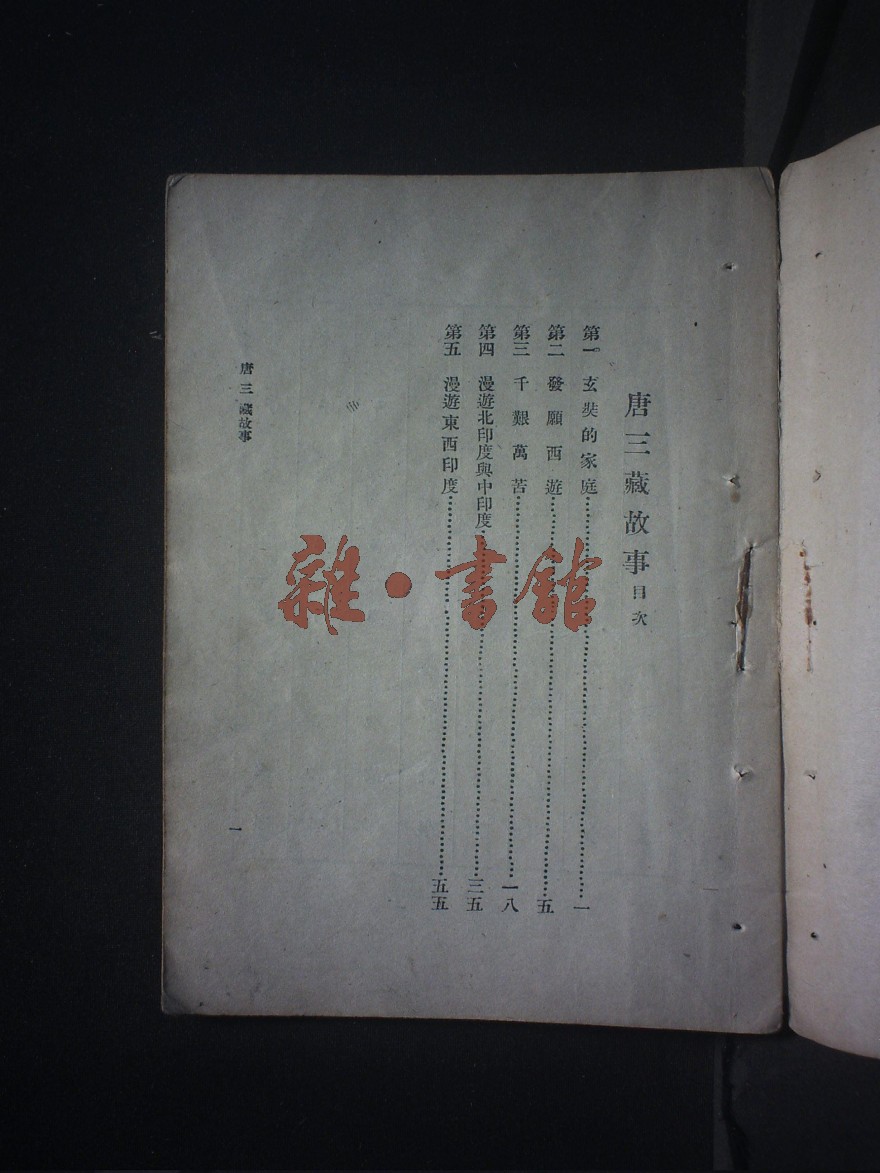 唐三藏故事 目次
第一 玄奘的家庭……一
第二 發願西遊……五
第三 千艱萬苦……一八
第四 漫遊北印度與中印度……三五
第五 漫遊東西印度……五五
唐三藏故事
一
雜·書館